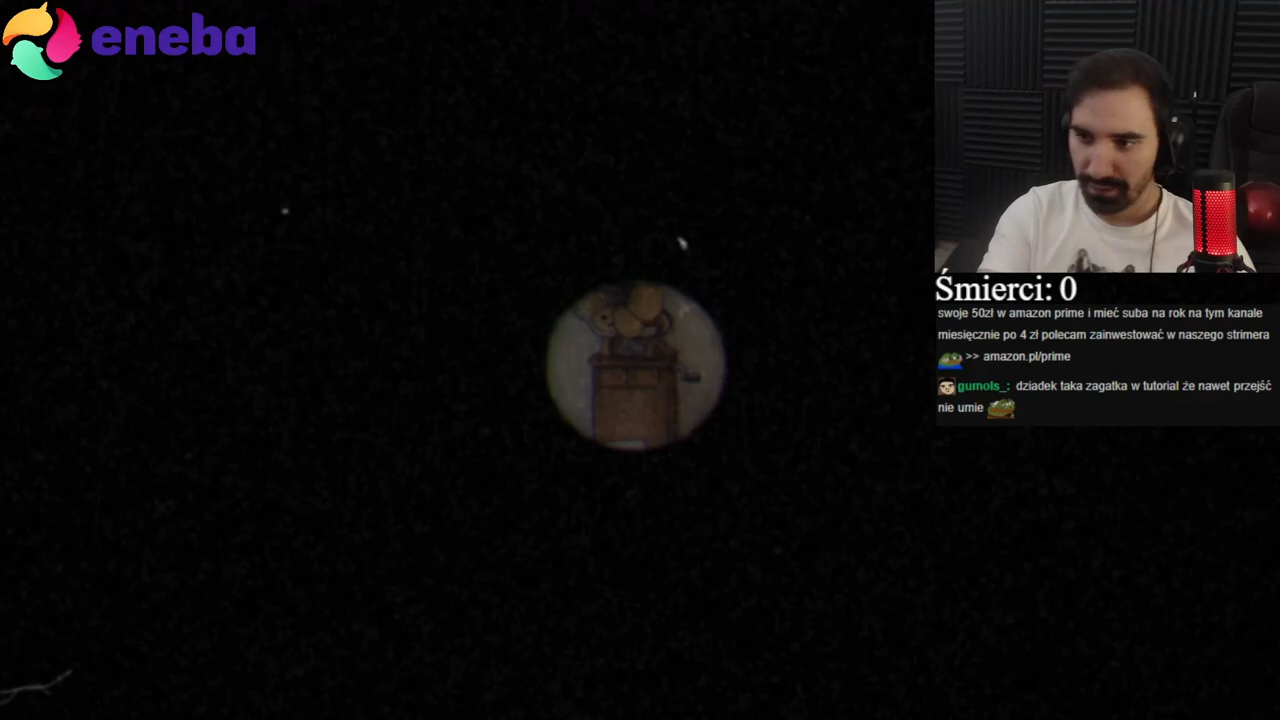 eneba
Śmierci: 0
swoje 50zł w amazon prime i mieć suba na rok na tym kanale
miesięcznie po 4 zł polecam zainwestować w naszego strimera
>> amazon.pl/prime
gumols_: dziadek taka zagatka w tutorial że nawet przejść
nie umie